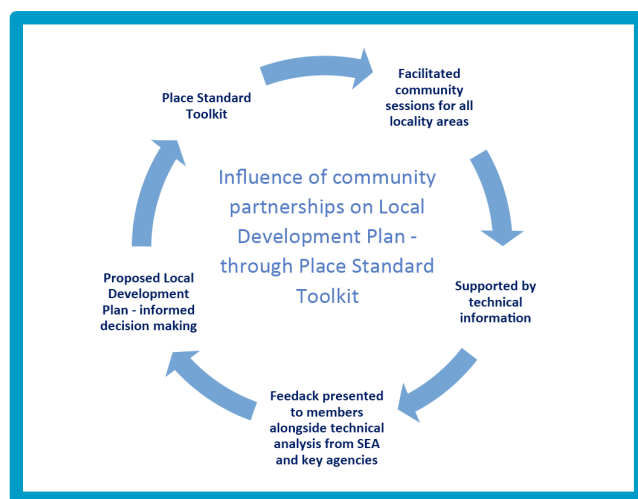 Place Standard
Toolkit
Facilitated
community
sessions for all
locality areas
Influence of community
partnerships on Local
Development Plan -
through Place Standard
Toolkit
Supported by
technical
information
Feedack presented
to members
alongside technical
analysis from SEA
and key agencies
Proposed Local
Development
Plan - informed
decision making